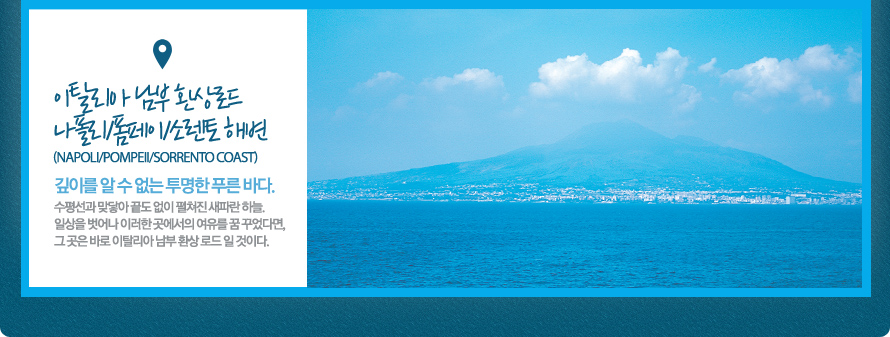 이탈리아 남부 환상로드
나폴리/폼페이/소렌토 해변
(NAPOLI/POMPEII/SORRENTO COAST)
깊이를 알 수 없는 투명한 푸른 바다.
수평선과 맞닿아 끝도 없이 펼쳐진 새파란 하늘.
일상을 벗어나 이러한 곳에서의 여유를 꿈 꾸었다면,
그 곳은 바로 이탈리아 남부 환상 로드 일 것이다.